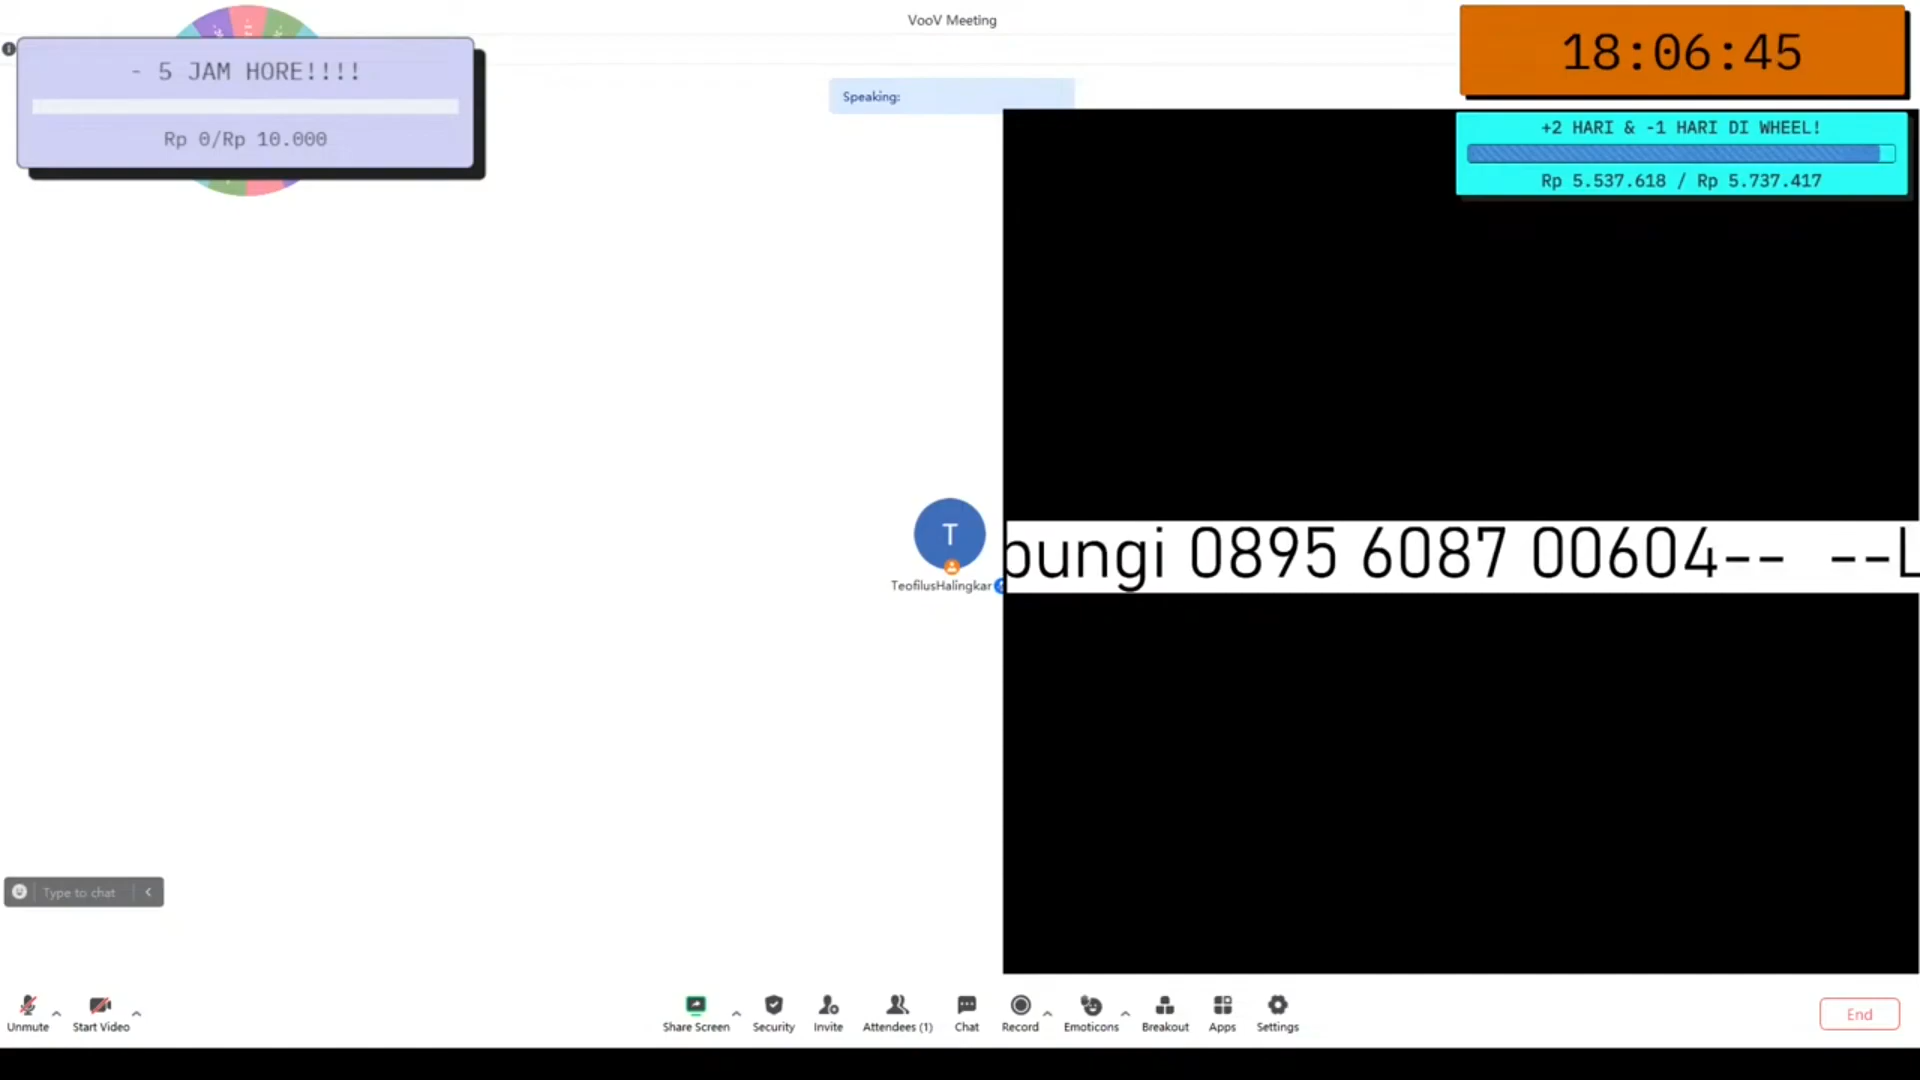 VooV Meeting
- 5 JAM HORE!!!!
Rp 0/Rp 10.000
18:06:45
Speaking:
+2 HARI & -1 HARI DI WHEEL!
Rp 5.537.618 / Rp 5.737.417
T
TeofilusHalingkar
bungi 0895 6087 00604-- --L
Type to chat
Unmute
Start Video
Share Screen
Security
Invite
Attendees (1)
Chat
Record
Emoticons
Breakout
Apps
Settings
End